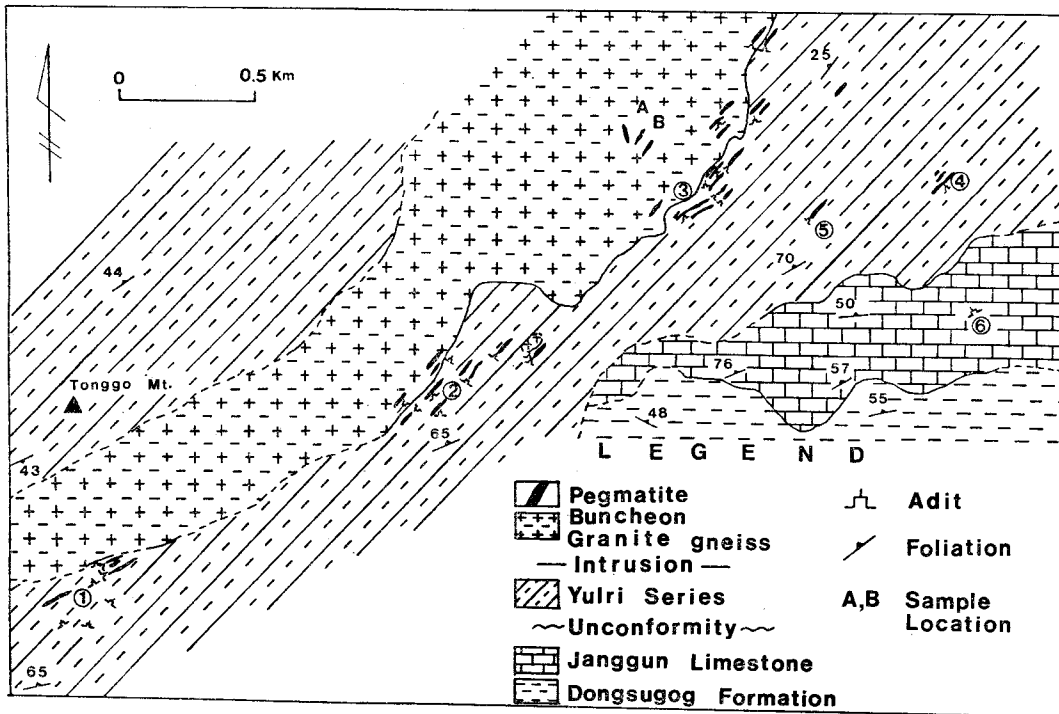 0 0.5 Km
25
A
B
③
④
⑤
44
70
50
⑥
Tonggo Mt.
76
57
②
55
65
48
43
L E G E N D
Pegmatite
Buncheon
Granite gneiss
— Intrusion —
Yulri Series
Unconformity
Janggun Limestone
Dongsugog Formation
Adit
Foliation
A,B Sample
Location
①
65